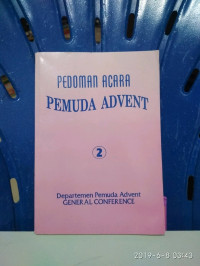 PEDOMAN ACARA
PEMUDA ADVENT
2
Departemen Pemuda Advent
GENERAL CONFERENCE
2019-6-8 03:43